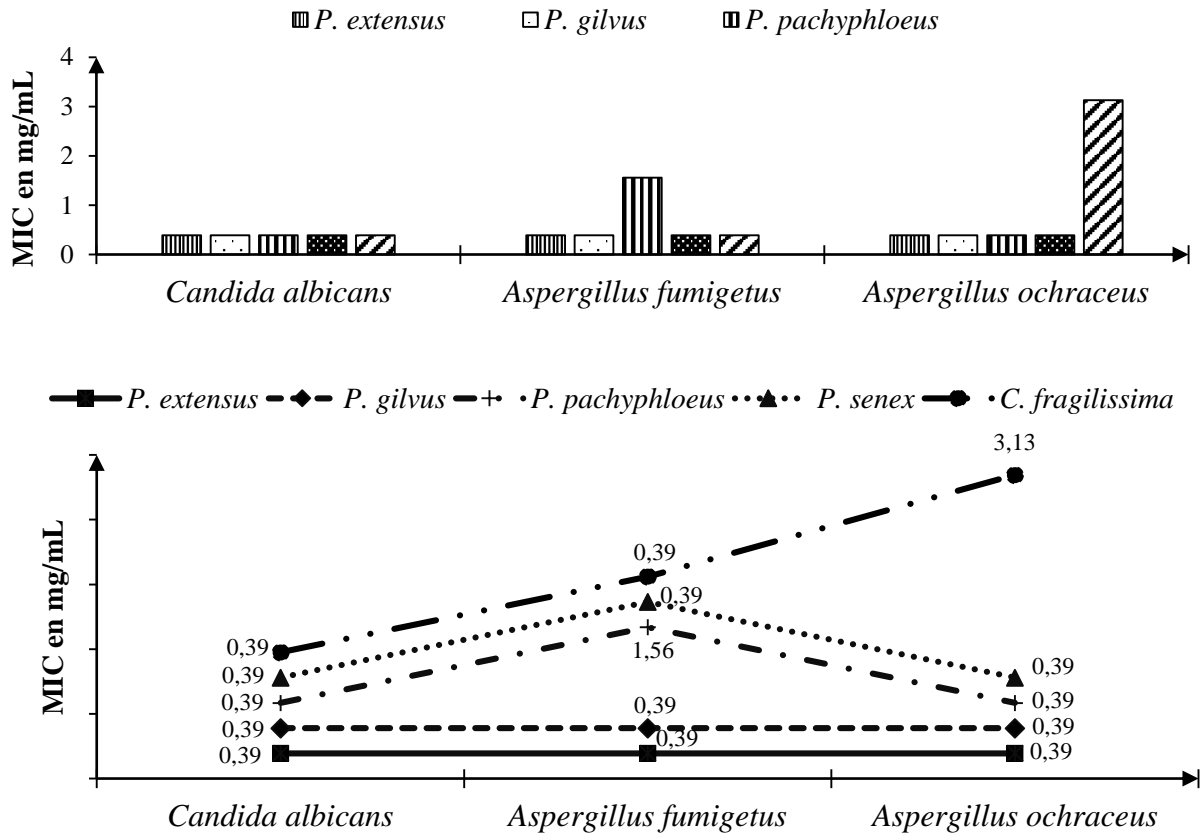 P. extensus P. gilvus P. pachyphloeus
MIC en mg/mL
4
3
2
1
0
Candida albicans Aspergillus fumigetus Aspergillus ochraceus
P. extensus P. gilvus P. pachyphloeus P. senex C. fragilissima
MIC en mg/mL
3,13
0,39
0,39 0,39
0,39 1,56 0,39
0,39 0,39
0,39 0,39 0,39
0,39 0,39 0,39
Candida albicans Aspergillus fumigetus Aspergillus ochraceus